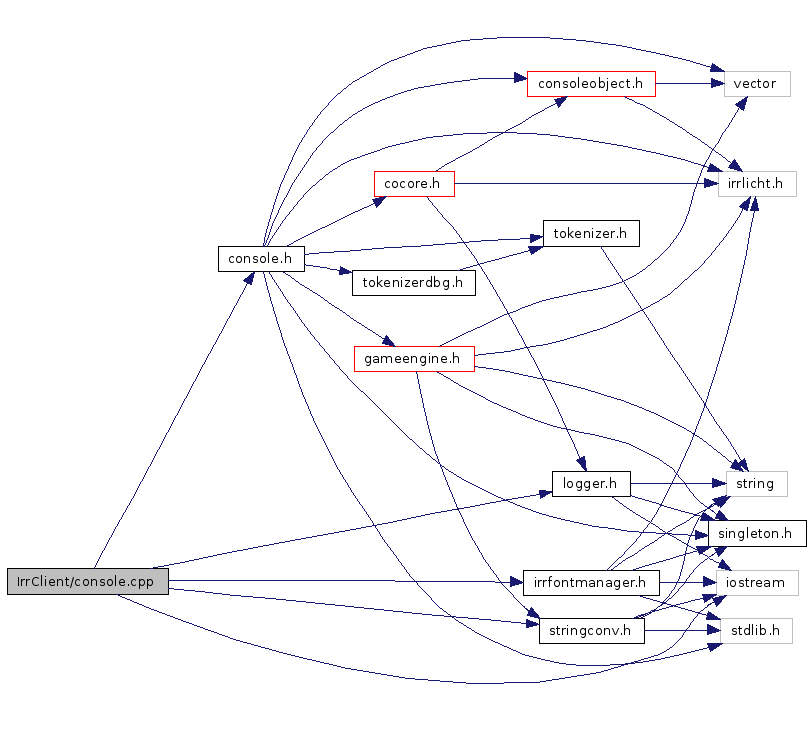 consoleobject.h
vector
cocore.h
irrlicht.h
tokenizer.h
console.h
tokenizerdbg.h
gameengine.h
logger.h
string
singleton.h
IrrClient/console.cpp
irrfontmanager.h
iostream
stringconv.h
stdlib.h